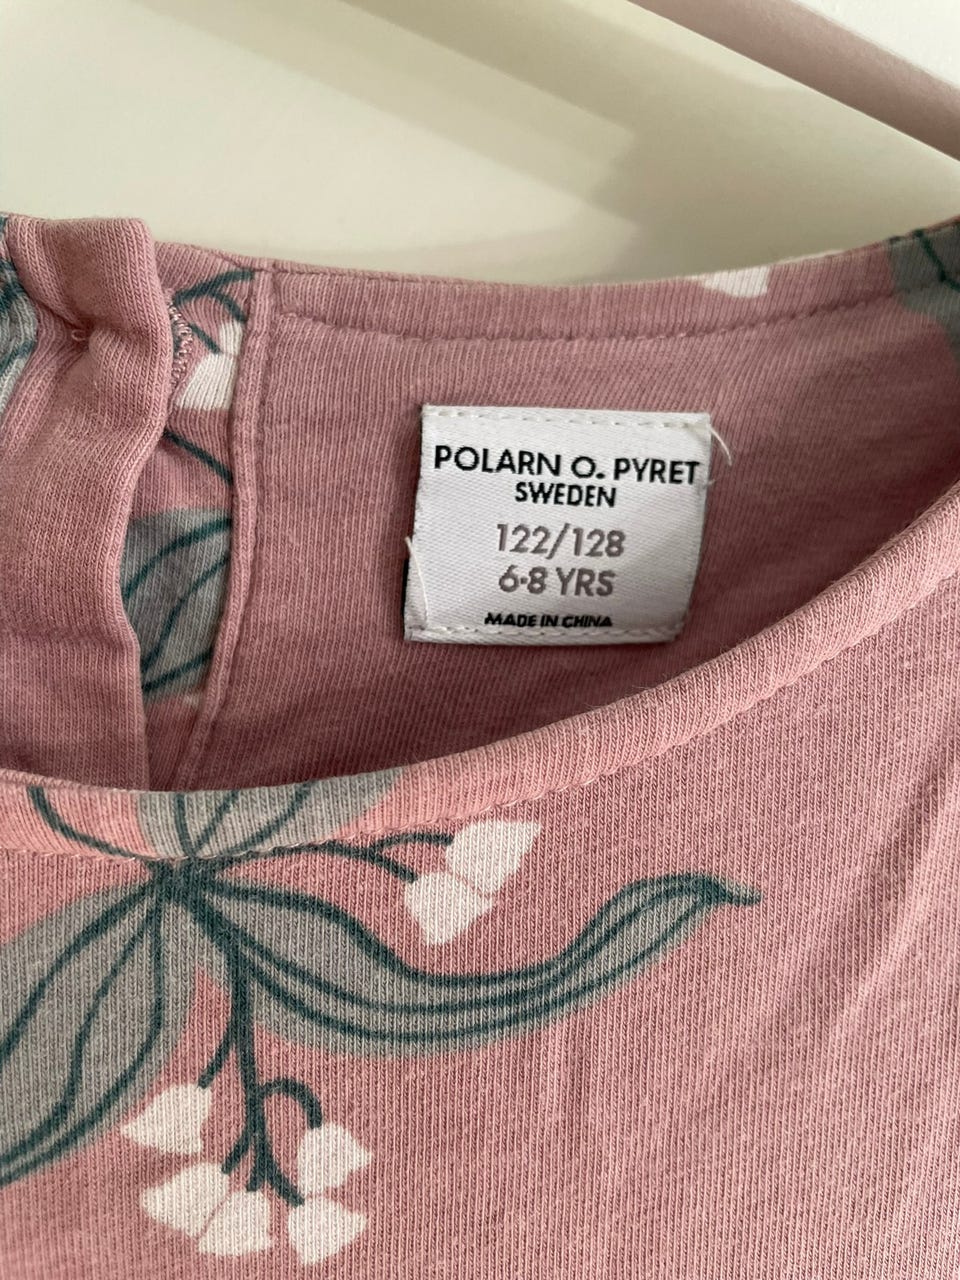 POLARN O. PYRET
SWEDEN
122/128
6-8 YRS
MADE IN CHINA